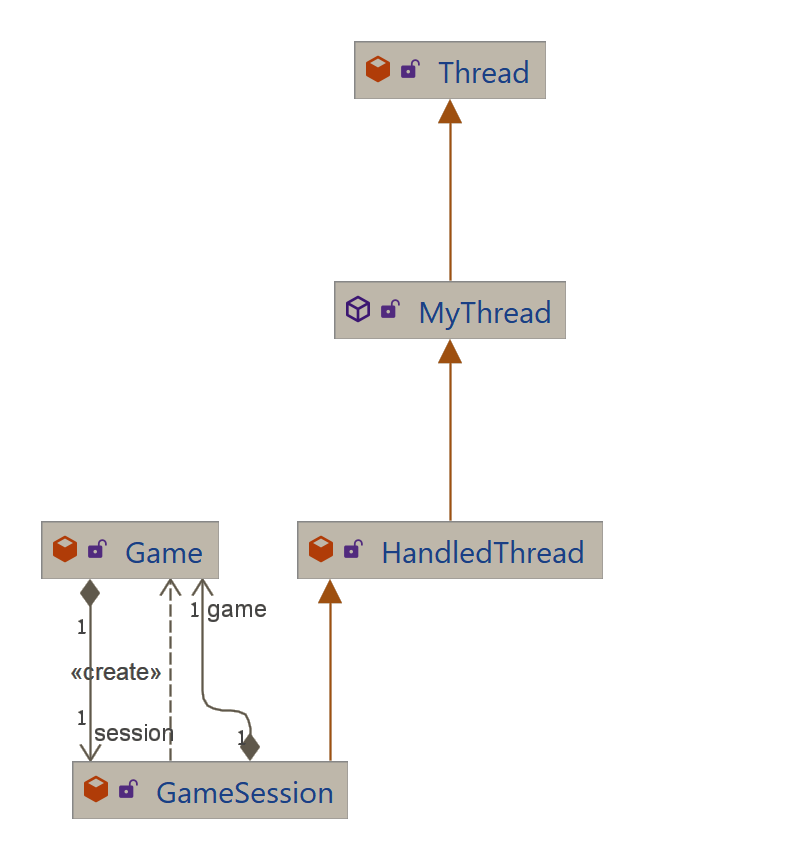 Thread
MyThread
Game
HandledThread
1 game
1
«create»
1
session
1
GameSession